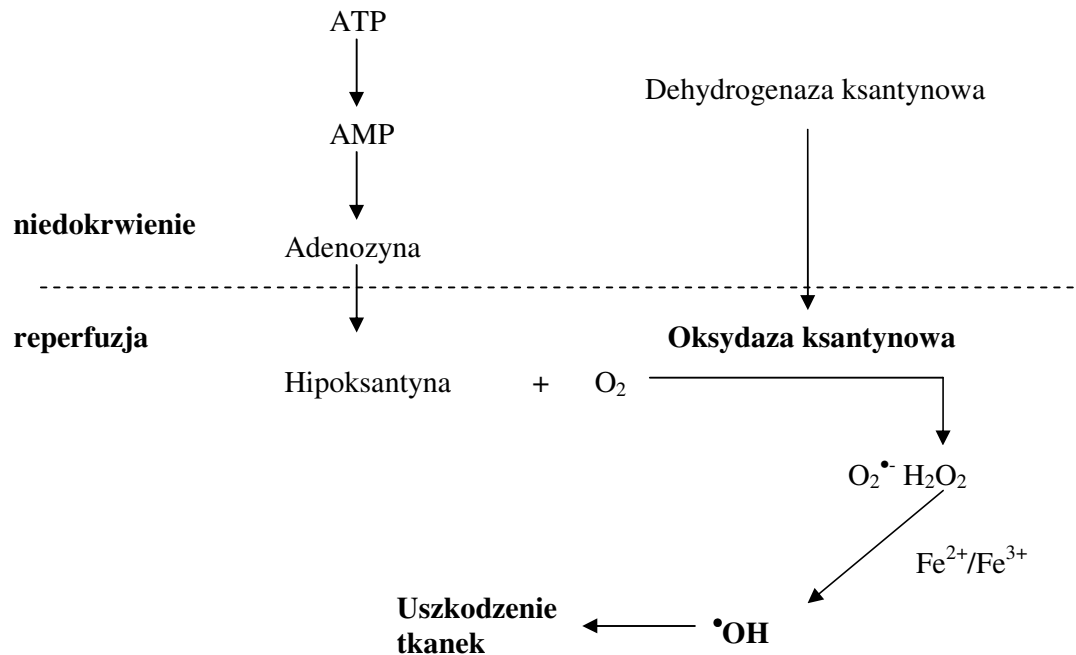 ATP
Dehydrogenaza ksantynowa
AMP
niedokrwienie
Adenozyna
reperfuzja
Oksydaza ksantynowa
Hipoksantyna + O₂
O₂•- H₂O₂
Fe²⁺/Fe³⁺
Uszkodzenie
tkanek
•OH